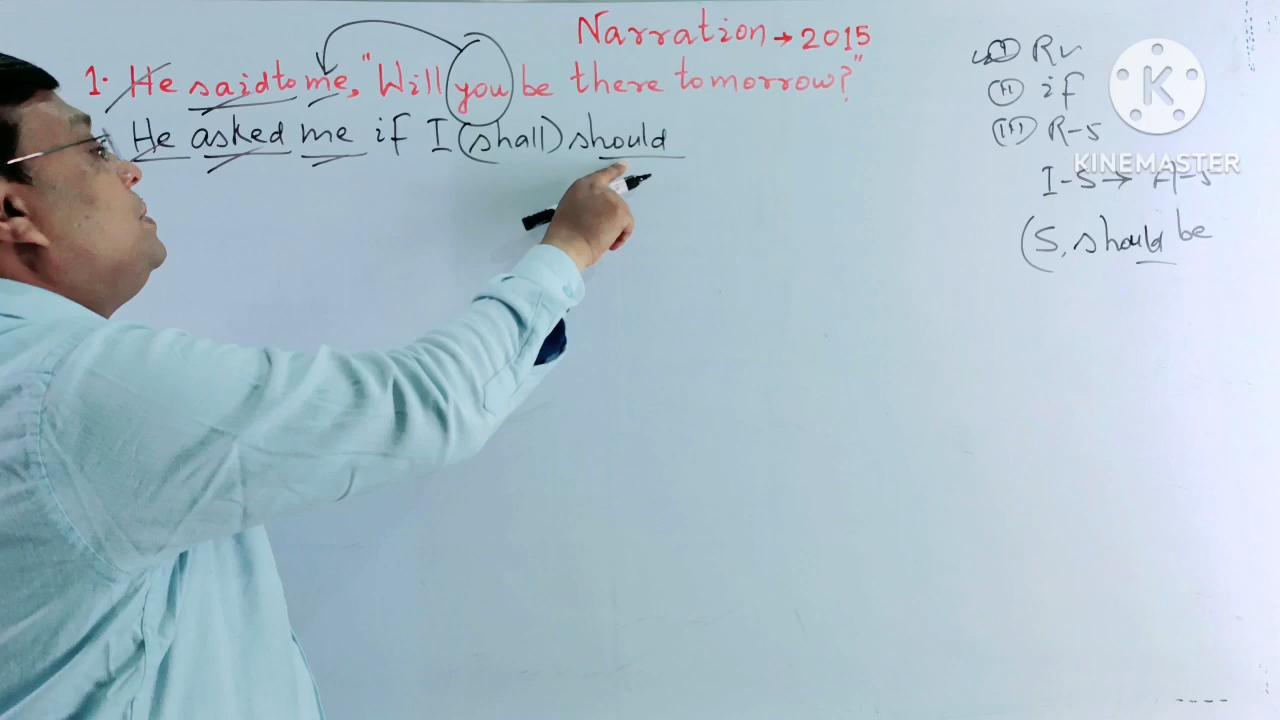 Narration → 2015
1. He said to me, "Will you be there tomorrow?"
He asked me if I (shall) should
(I) Rv
(II) if
(III) R-S
KINEMASTER
I-S → A-S
(S, should be